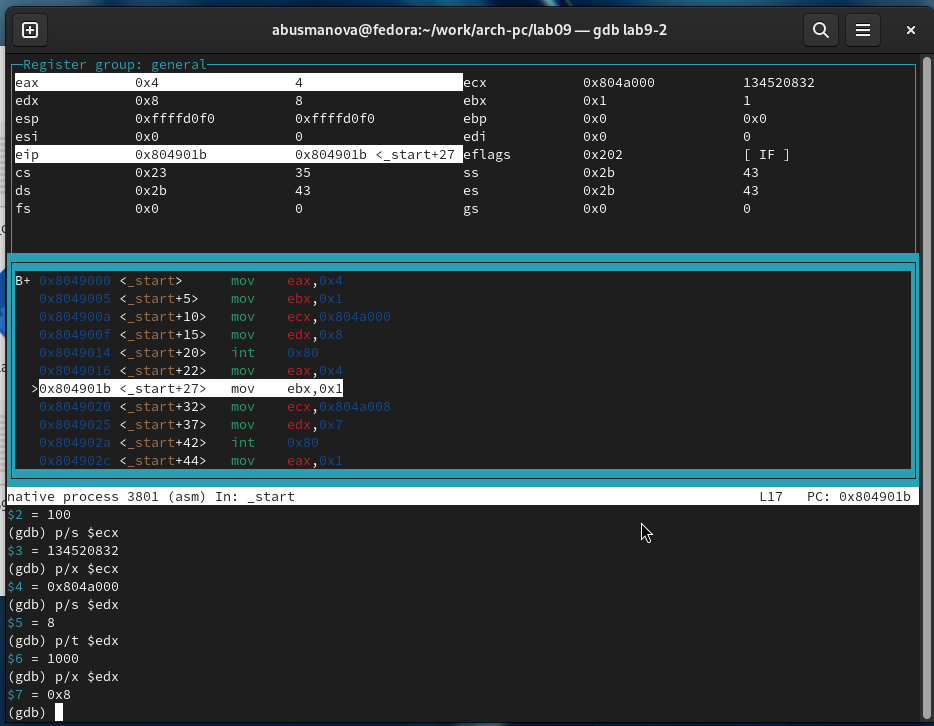 abusmanova@fedora:~/work/arch-pc/lab09 — gdb lab9-2
Register group: general
eax 0x4 4 ecx 0x804a000 134520832
edx 0x8 8 ebx 0x1 1
esp 0xffffd0f0 0xffffd0f0 ebp 0x0 0x0
esi 0x0 0 edi 0x0 0
eip 0x804901b 0x804901b <_start+27 eflags 0x202 [ IF ]
cs 0x23 35 ss 0x2b 43
ds 0x2b 43 es 0x2b 43
fs 0x0 0 gs 0x0 0
B+ 0x8049000 <_start> mov eax,0x4
0x8049005 <_start+5> mov ebx,0x1
0x804900a <_start+10> mov ecx,0x804a000
0x804900f <_start+15> mov edx,0x8
0x8049014 <_start+20> int 0x80
0x8049016 <_start+22> mov eax,0x4
>0x804901b <_start+27> mov ebx,0x1
0x8049020 <_start+32> mov ecx,0x804a008
0x8049025 <_start+37> mov edx,0x7
0x804902a <_start+42> int 0x80
0x804902c <_start+44> mov eax,0x1
native process 3801 (asm) In: _start L17 PC: 0x804901b
$2 = 100
(gdb) p/s $ecx
$3 = 134520832
(gdb) p/x $ecx
$4 = 0x804a000
(gdb) p/s $edx
$5 = 8
(gdb) p/t $edx
$6 = 1000
(gdb) p/x $edx
$7 = 0x8
(gdb)